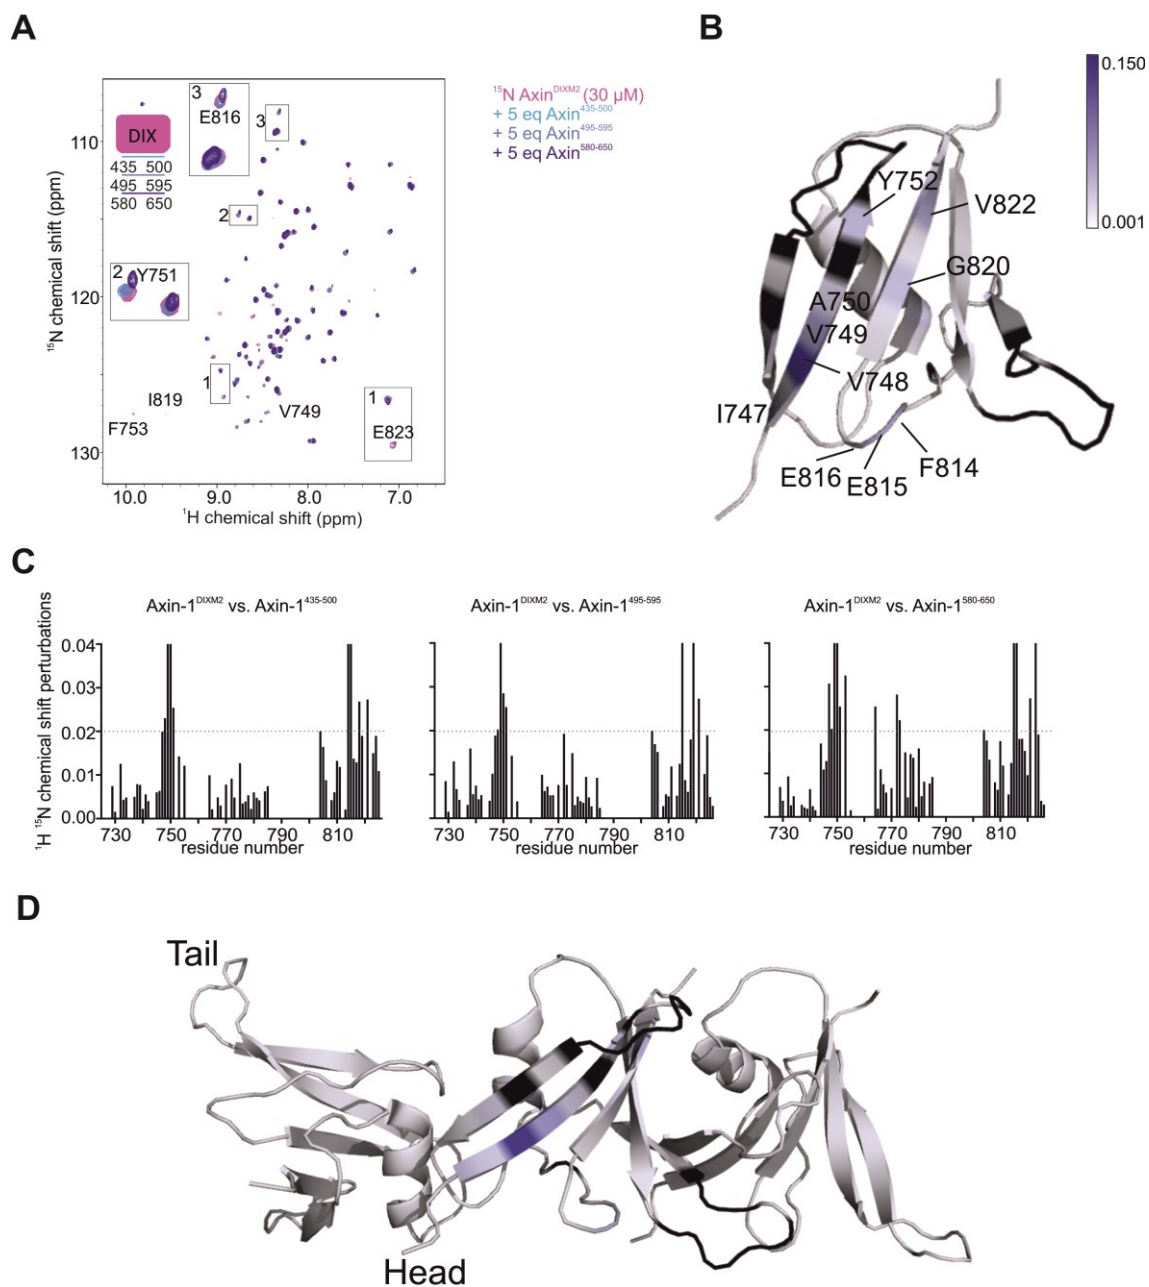 A
¹⁵N Axin^DIXM2 (30 µM)
+ 5 eq Axin^435-500
+ 5 eq Axin^495-595
+ 5 eq Axin^580-650
3
E816
3
DIX
435 500
495 595
580 650
2
2 Y751
1
I819
F753
V749
1
E823
110
120
130
¹⁵N chemical shift (ppm)
10.0 9.0 8.0 7.0
¹H chemical shift (ppm)
B
0.150
0.001
Y752
V822
G820
A750
V749
V748
I747
E816 E815 F814
C
Axin-1^DIXM2 vs. Axin-1^435-500
Axin-1^DIXM2 vs. Axin-1^495-595
Axin-1^DIXM2 vs. Axin-1^580-650
¹H ¹⁵N chemical shift perturbations
0.04
0.03
0.02
0.01
0.00
730 750 770 790 810
residue number
730 750 770 790 810
residue number
730 750 770 790 810
residue number
D
Tail
Head